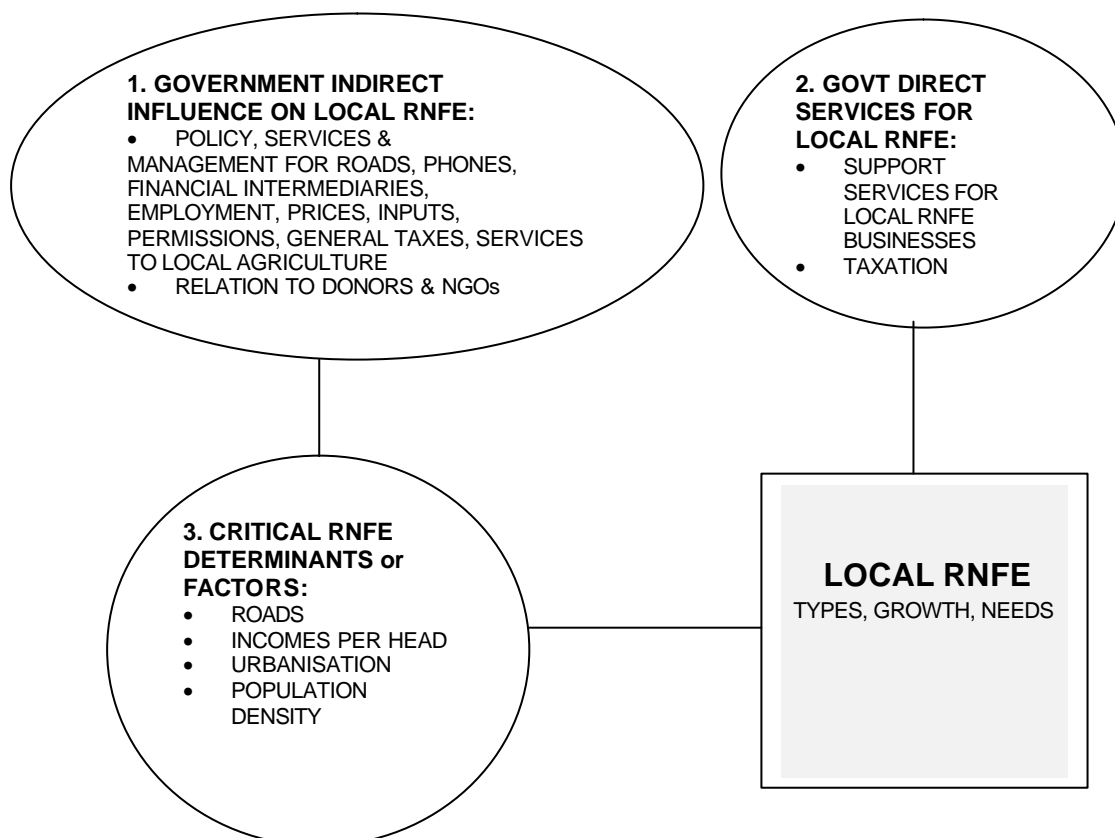 1. GOVERNMENT INDIRECT
INFLUENCE ON LOCAL RNFE:
• POLICY, SERVICES &
MANAGEMENT FOR ROADS, PHONES,
FINANCIAL INTERMEDIARIES,
EMPLOYMENT, PRICES, INPUTS,
PERMISSIONS, GENERAL TAXES, SERVICES
TO LOCAL AGRICULTURE
• RELATION TO DONORS & NGOs
2. GOVT DIRECT
SERVICES FOR
LOCAL RNFE:
• SUPPORT
SERVICES FOR
LOCAL RNFE
BUSINESSES
• TAXATION
3. CRITICAL RNFE
DETERMINANTS or
FACTORS:
• ROADS
• INCOMES PER HEAD
• URBANISATION
• POPULATION
DENSITY
LOCAL RNFE
TYPES, GROWTH, NEEDS